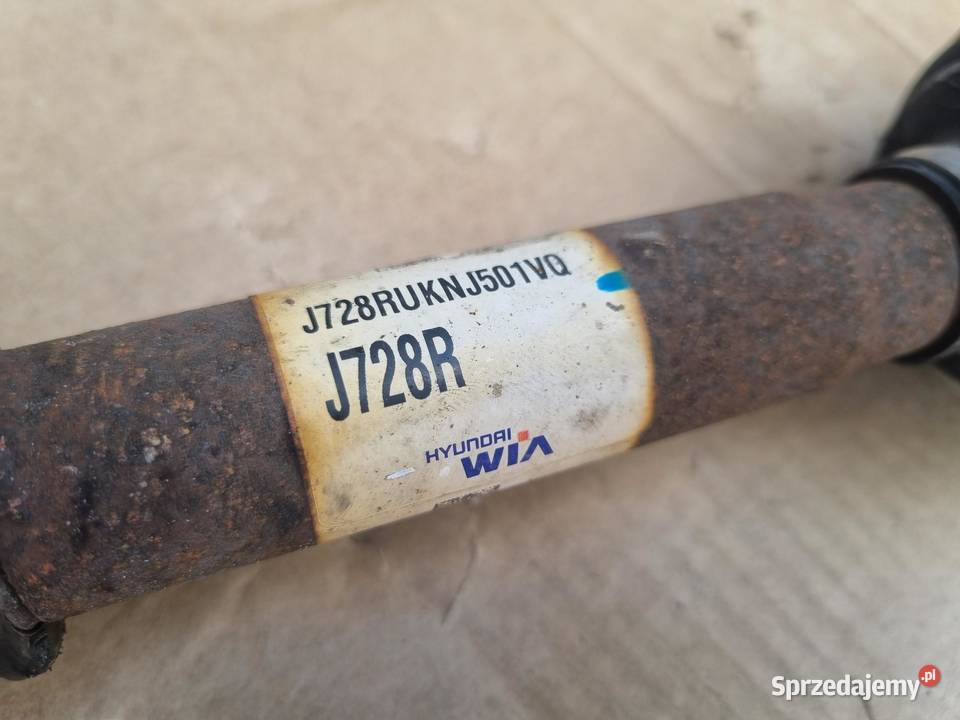 J728RUKNJ501VQ
J728R
HYUNDAI
WIA
Sprzedajemy.pl